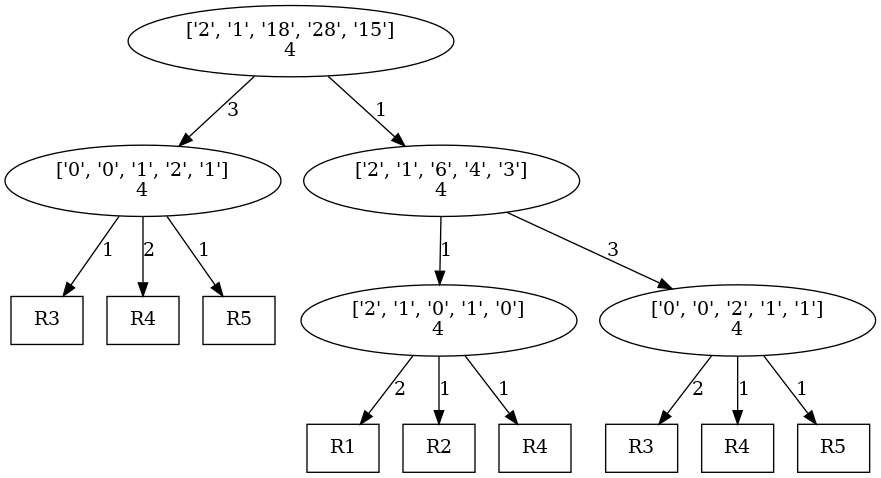 ['2', '1', '18', '28', '15']
4
3
1
['0', '0', '1', '2', '1']
4
['2', '1', '6', '4', '3']
4
1
2
1
1
3
R3
R4
R5
['2', '1', '0', '1', '0']
4
['0', '0', '2', '1', '1']
4
2
1
1
2
1
1
R1
R2
R4
R3
R4
R5